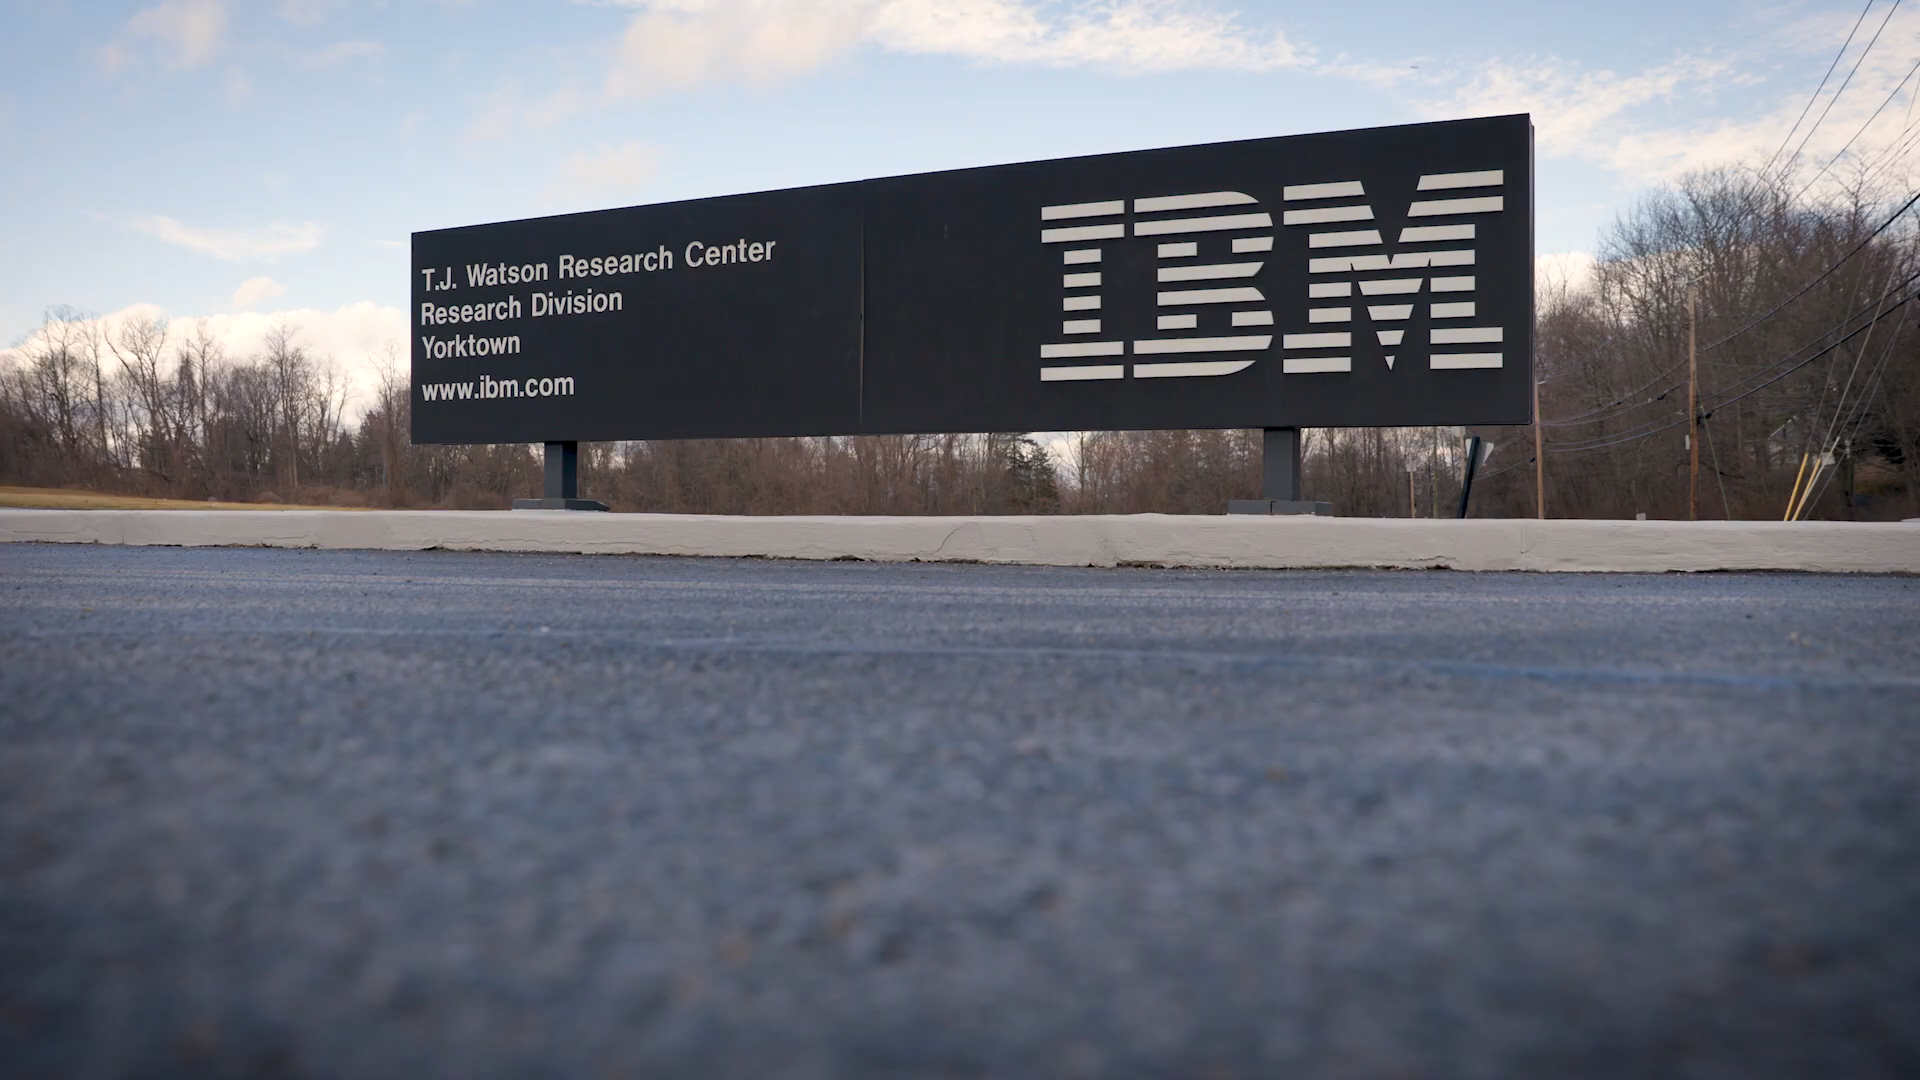 T.J. Watson Research Center
Research Division
Yorktown
www.ibm.com
IBM